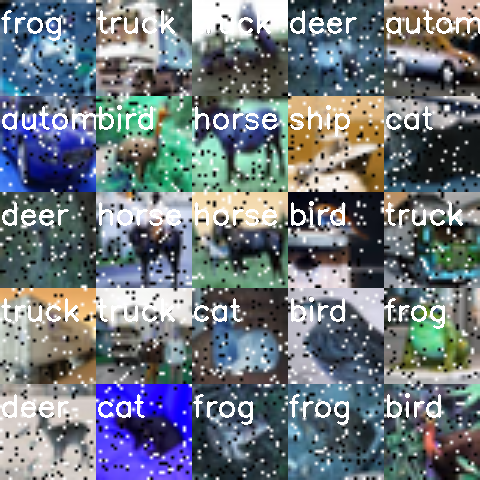 frog truck truck deer autom
autom bird horse ship cat
deer horse horse bird truck
truck truck cat bird frog
deer cat frog frog bird